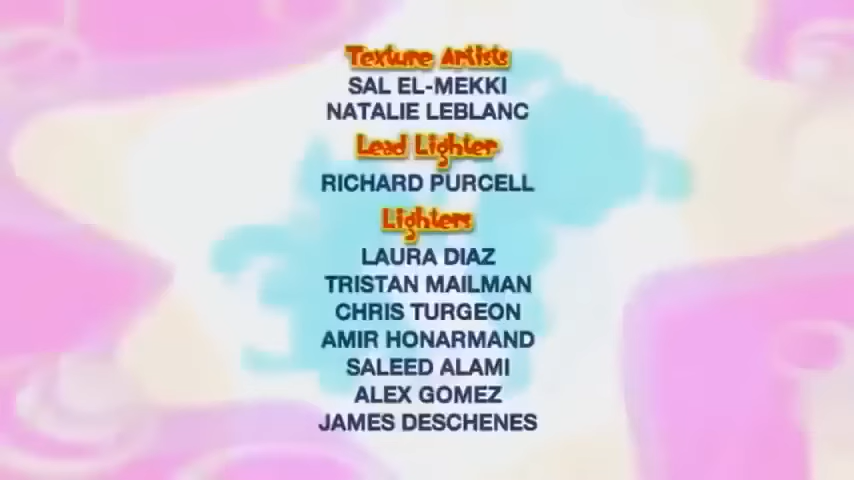 Texture Artists
SAL EL-MEKKI
NATALIE LEBLANC
Lead Lighter
RICHARD PURCELL
Lighters
LAURA DIAZ
TRISTAN MAILMAN
CHRIS TURGEON
AMIR HONARMAND
SALEED ALAMI
ALEX GOMEZ
JAMES DESCHENES